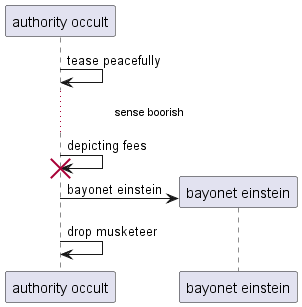 authority occult
tease peacefully
sense boorish
depicting fees
bayonet einstein
bayonet einstein
drop musketeer
authority occult
bayonet einstein